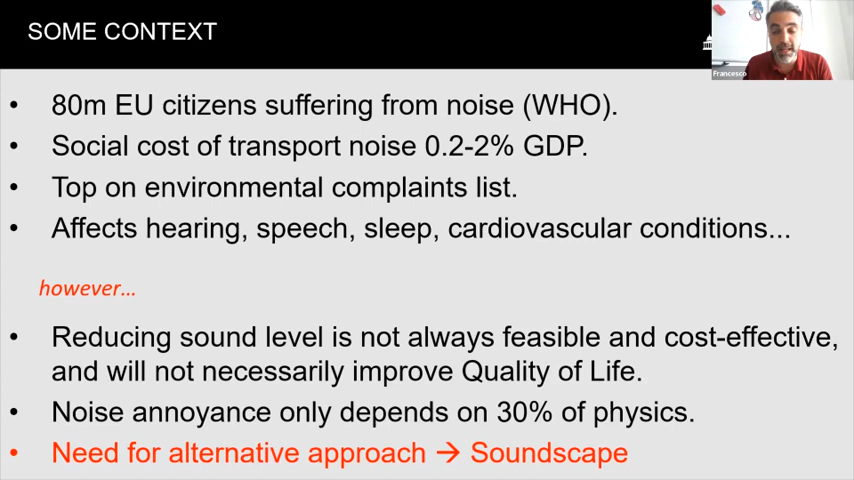 SOME CONTEXT
Francesco
• 80m EU citizens suffering from noise (WHO).
• Social cost of transport noise 0.2-2% GDP.
• Top on environmental complaints list.
• Affects hearing, speech, sleep, cardiovascular conditions...
however…
• Reducing sound level is not always feasible and cost-effective,
and will not necessarily improve Quality of Life.
• Noise annoyance only depends on 30% of physics.
• Need for alternative approach → Soundscape